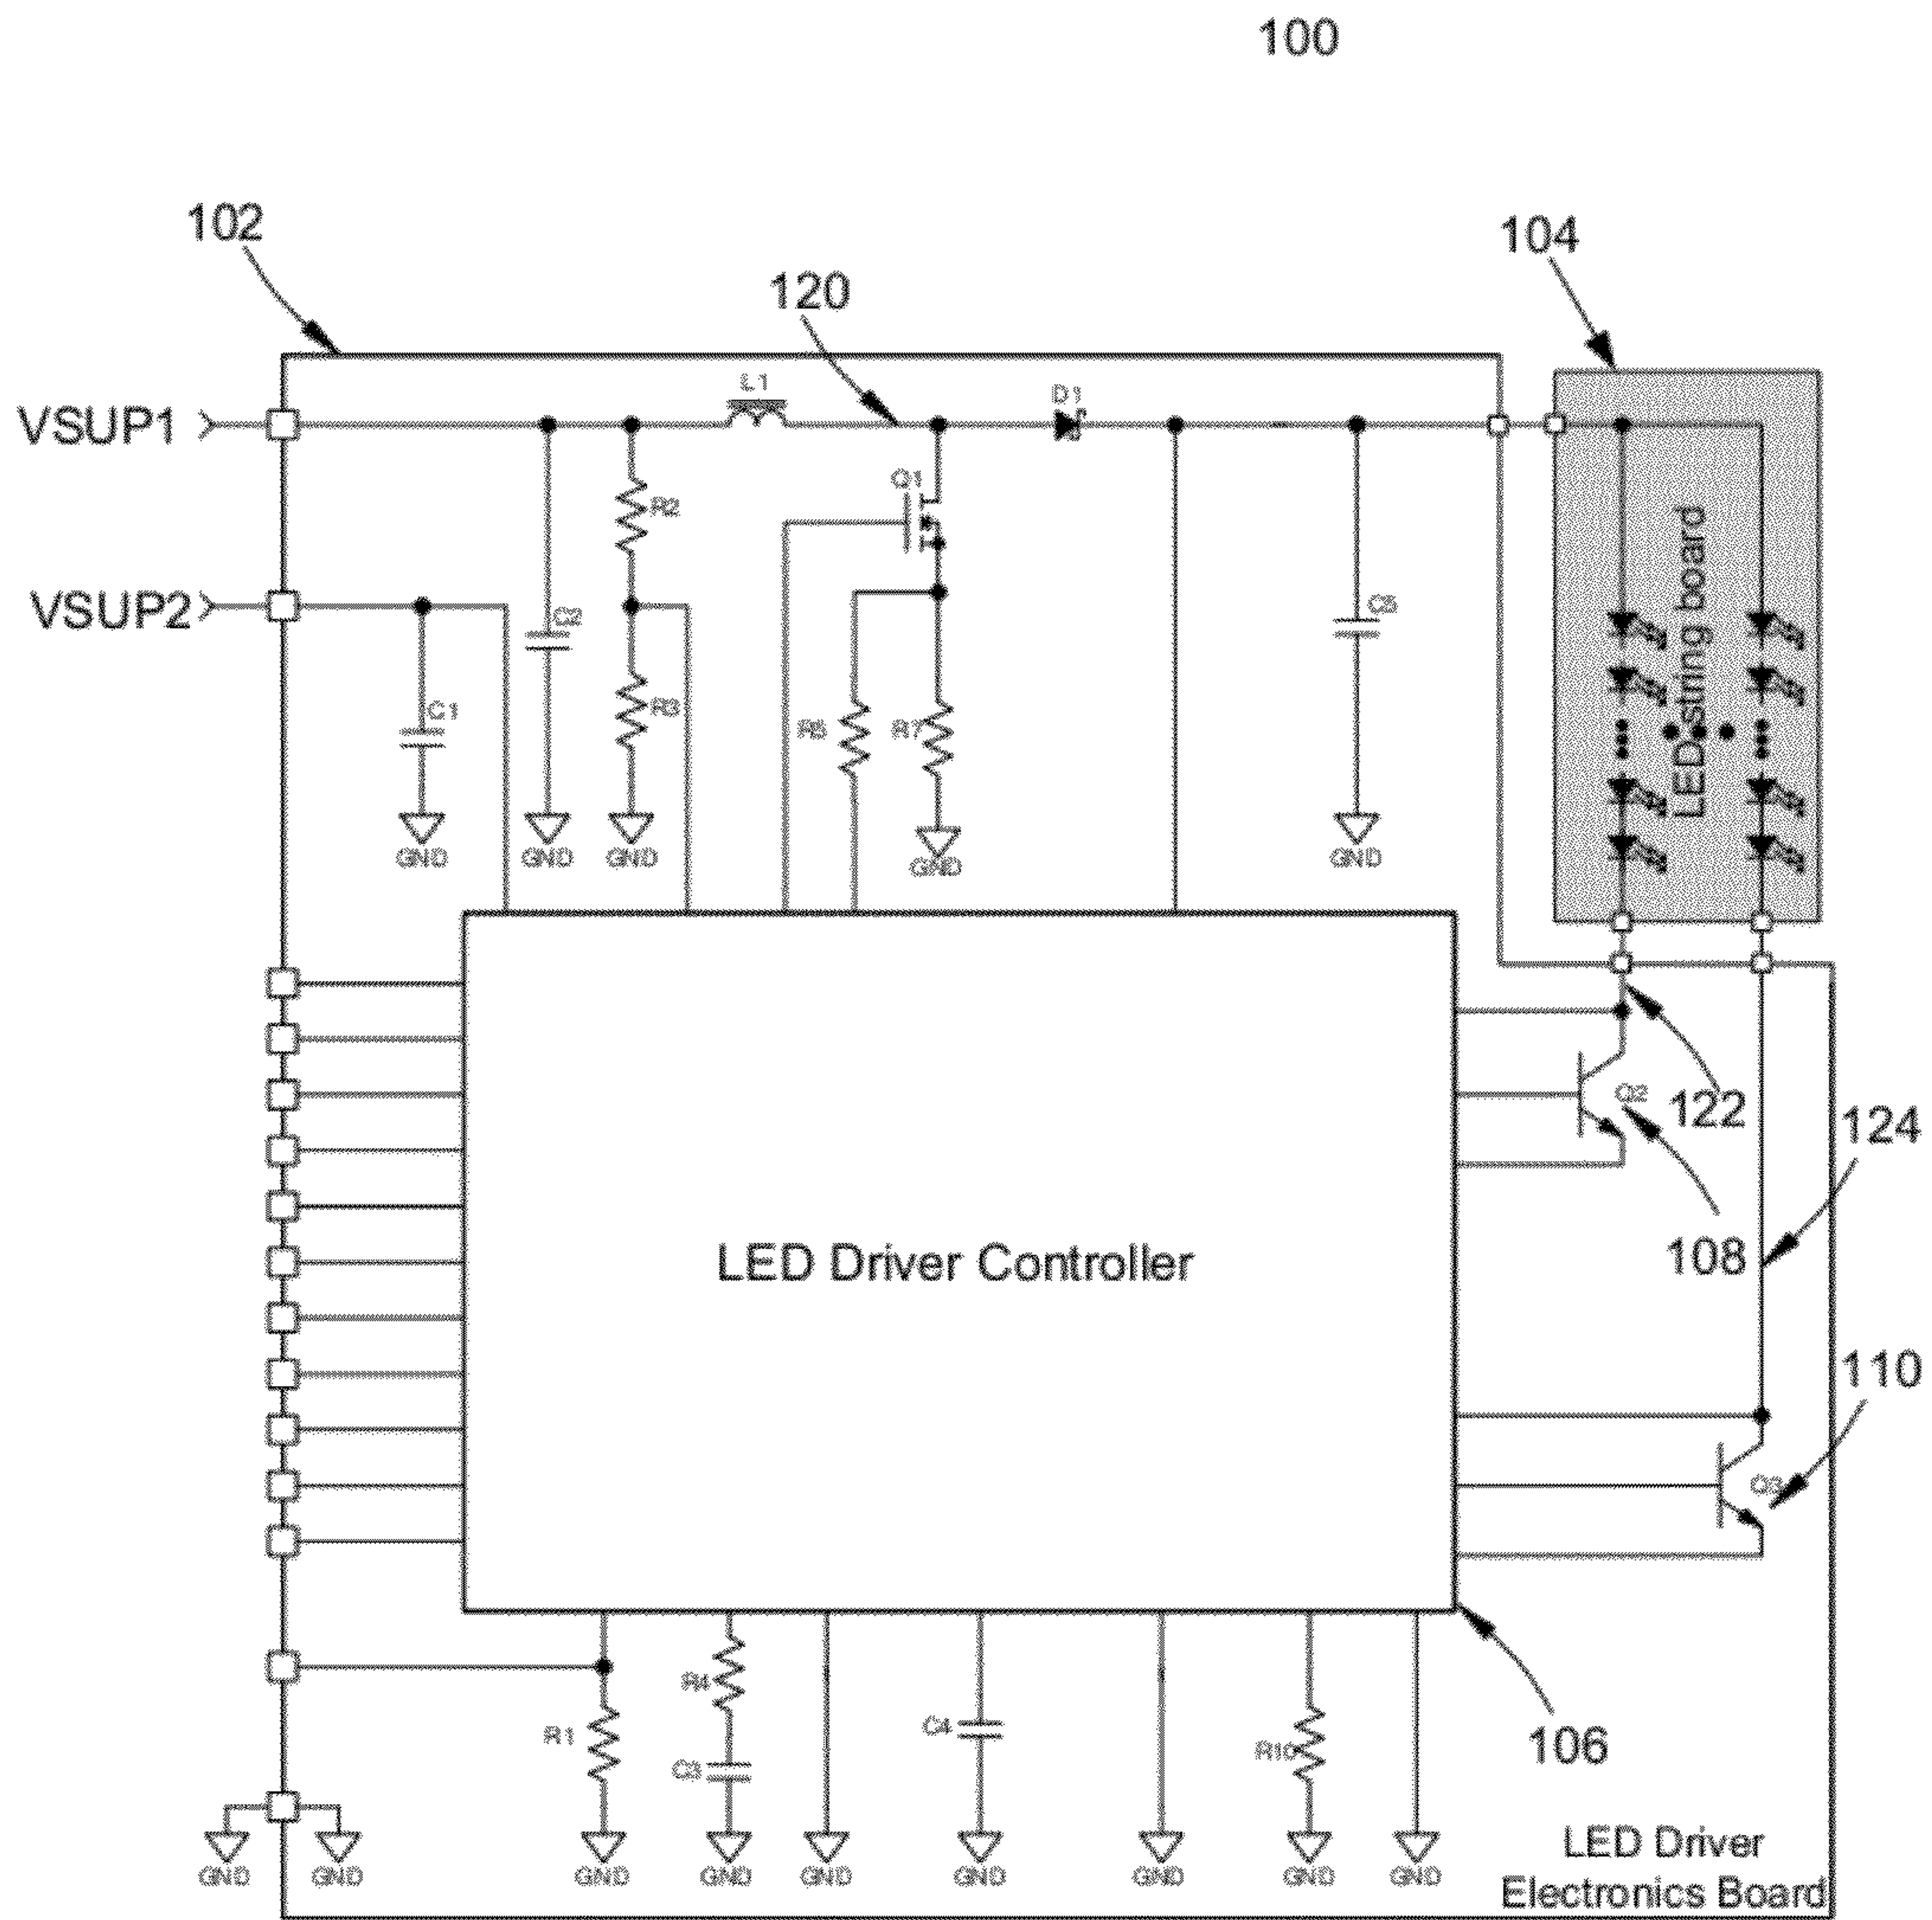 100
102
104
120
L1
D1
VSUP1
Q1
R2
LED string board
VSUP2
C2
C5
C1
R3
R5
R7
GND
GND
GND
GND
GND
Q2
122
124
LED Driver Controller
108
110
Q3
R4
R1
C4
R10
106
C3
LED Driver
Electronics Board
GND
GND
GND
GND
GND
GND
GND
GND
GND